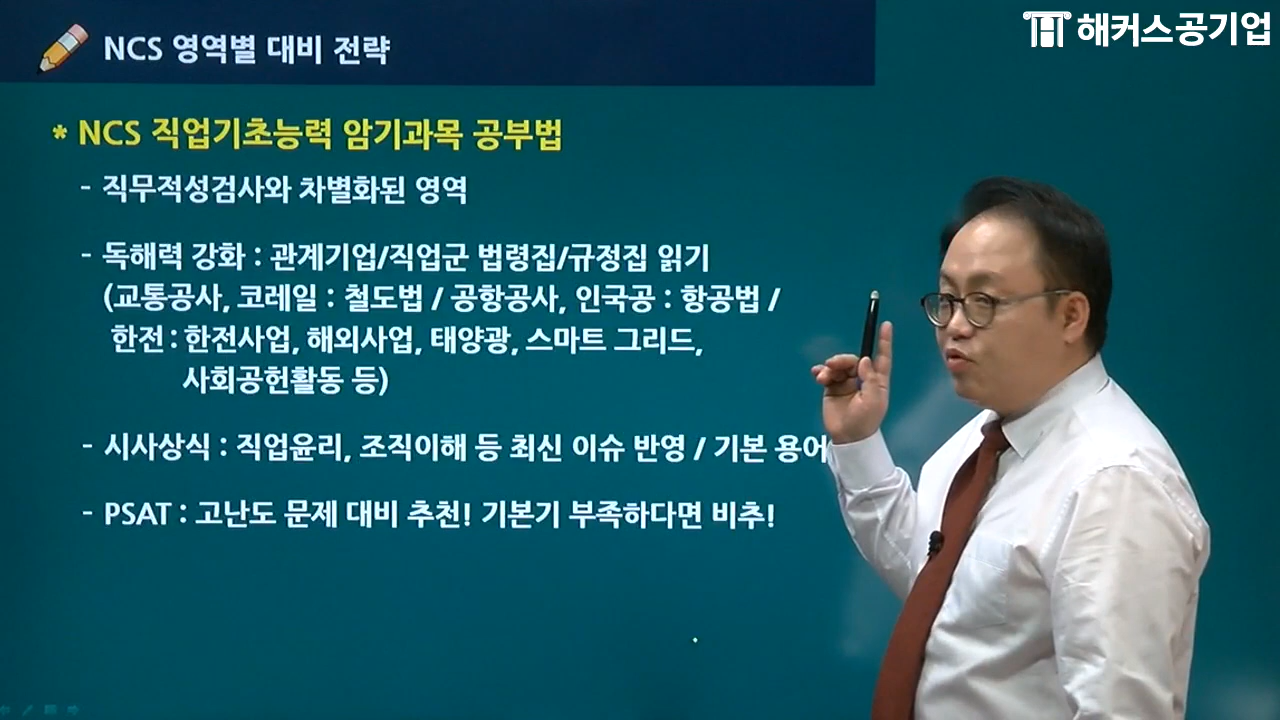 NCS 영역별 대비 전략
해커스공기업
* NCS 직업기초능력 암기과목 공부법
- 직무적성검사와 차별화된 영역
- 독해력 강화 : 관계기업/직업군 법령집/규정집 읽기
(교통공사, 코레일 : 철도법 / 공항공사, 인국공 : 항공법 /
한전 : 한전사업, 해외사업, 태양광, 스마트 그리드,
사회공헌활동 등)
- 시사상식 : 직업윤리, 조직이해 등 최신 이슈 반영 / 기본 용어
- PSAT : 고난도 문제 대비 추천! 기본기 부족하다면 비추!